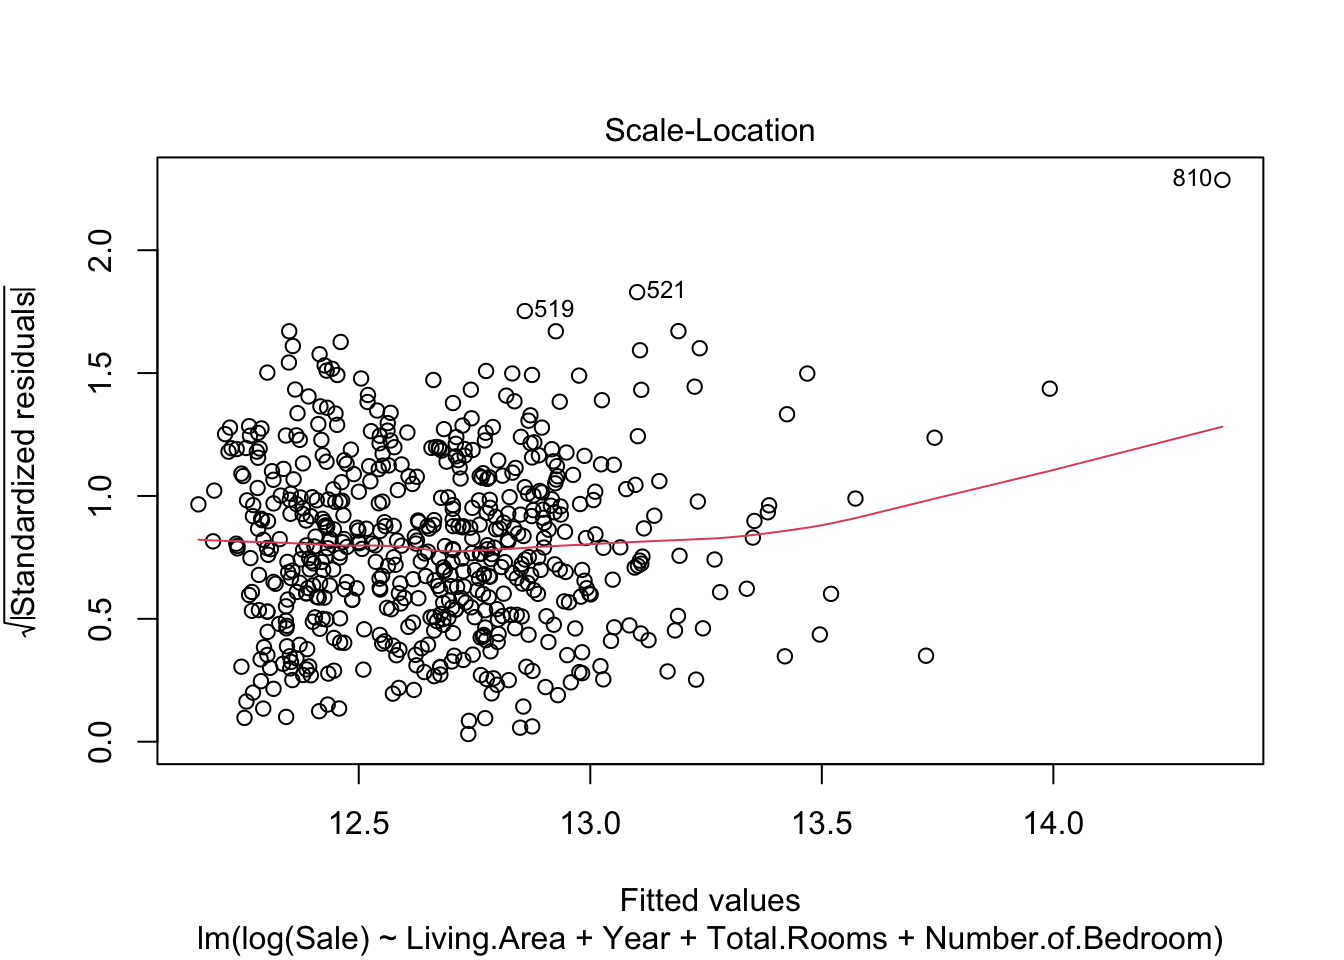 Scale-Location
810
521
519
2.0
1.5
1.0
0.5
0.0
√|Standardized residuals|
12.5 13.0 13.5 14.0
Fitted values
lm(log(Sale) ~ Living.Area + Year + Total.Rooms + Number.of.Bedroom)